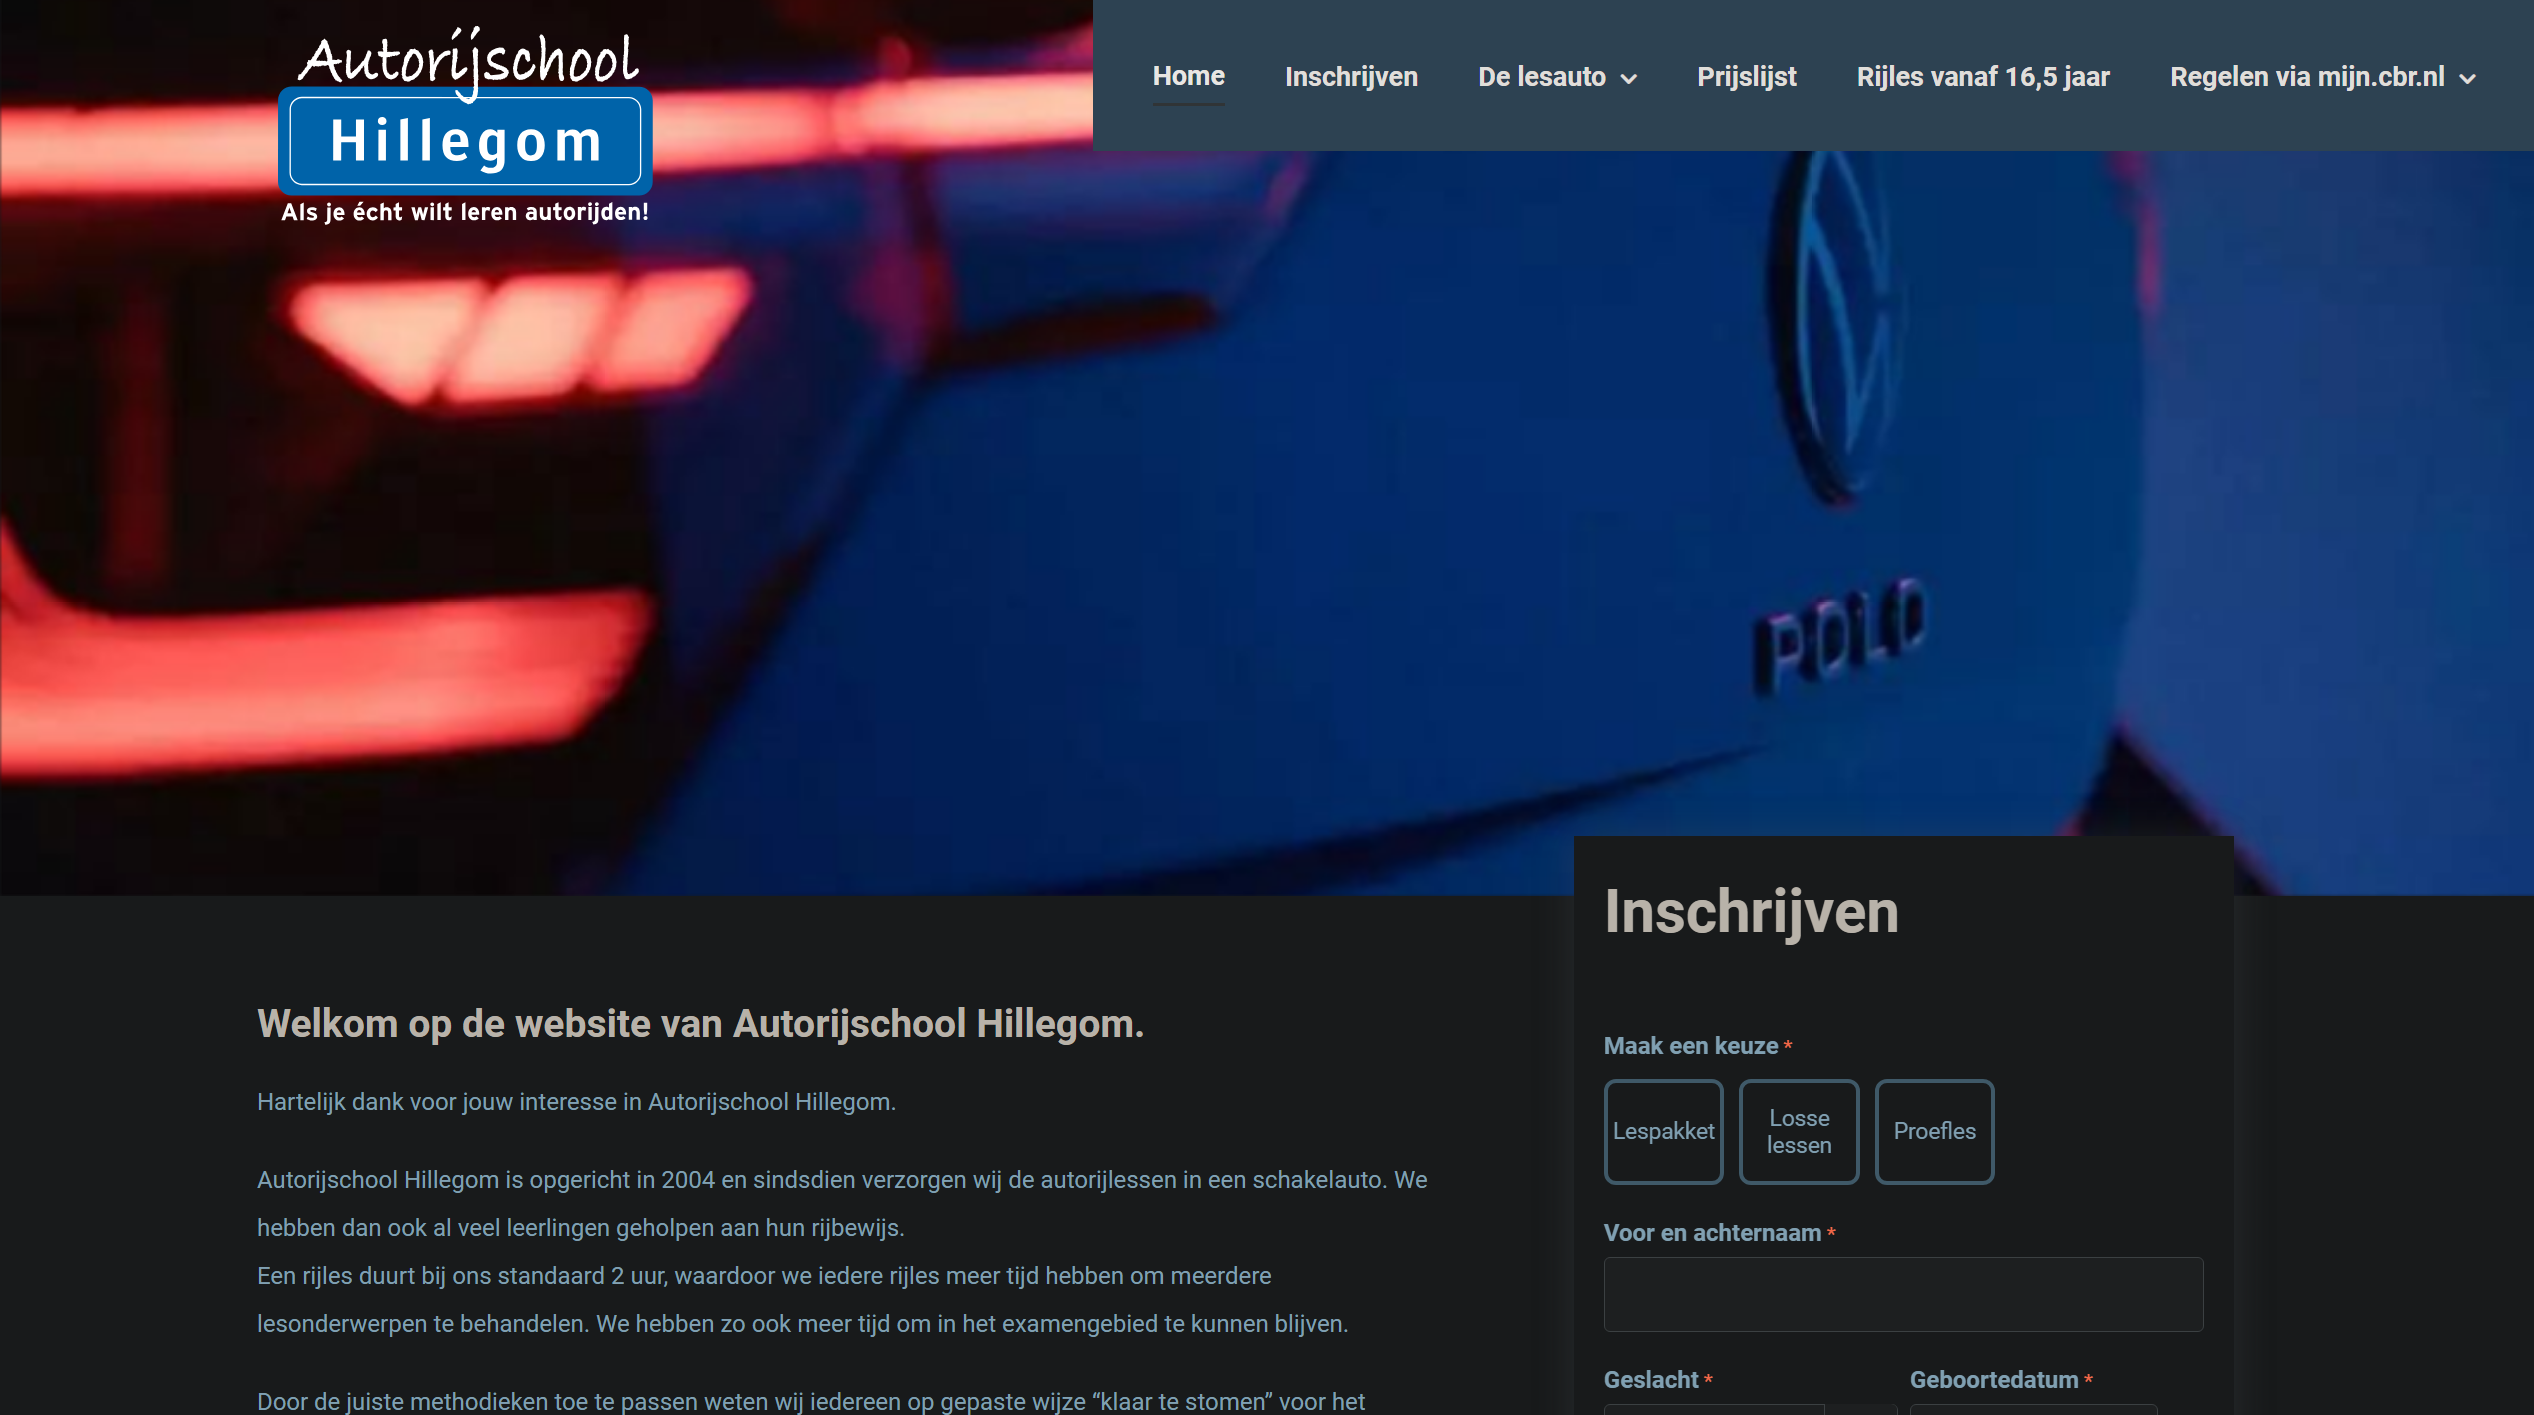 Autorijschool
Hillegom
Als je écht wilt leren autorijden!
Home
Inschrijven
De lesauto
Prijslijst
Rijles vanaf 16,5 jaar
Regelen via mijn.cbr.nl
POLO
Inschrijven
Welkom op de website van Autorijschool Hillegom.
Hartelijk dank voor jouw interesse in Autorijschool Hillegom.
Autorijschool Hillegom is opgericht in 2004 en sindsdien verzorgen wij de autorijlessen in een schakelauto. We
hebben dan ook al veel leerlingen geholpen aan hun rijbewijs.
Een rijles duurt bij ons standaard 2 uur, waardoor we iedere rijles meer tijd hebben om meerdere
lesonderwerpen te behandelen. We hebben zo ook meer tijd om in het examengebied te kunnen blijven.
Door de juiste methodieken toe te passen weten wij iedereen op gepaste wijze “klaar te stomen” voor het
Maak een keuze *
Lespakket
Losse
lessen
Proefles
Voor en achternaam *
Geslacht *
Geboortedatum *